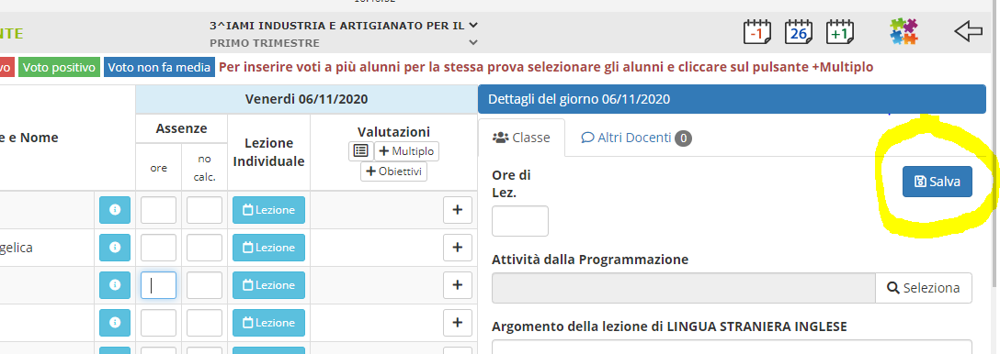 NTE
3^IAMI INDUSTRIA E ARTIGIANATO PER IL
PRIMO TRIMESTRE
-1
26
+1
vo
Voto positivo
Voto non fa media
Per inserire voti a più alunni per la stessa prova selezionare gli alunni e cliccare sul pulsante +Multiplo
Venerdì 06/11/2020
Dettagli del giorno 06/11/2020
e e Nome
Assenze
ore
no
calc.
Lezione
Individuale
Valutazioni
+ Multiplo
+ Obiettivi
Classe
Altri Docenti 0
Ore di
Lez.
Salva
Lezione
+
gelica
Lezione
+
Lezione
+
Lezione
+
Attività dalla Programmazione
Seleziona
Argomento della lezione di LINGUA STRANIERA INGLESE